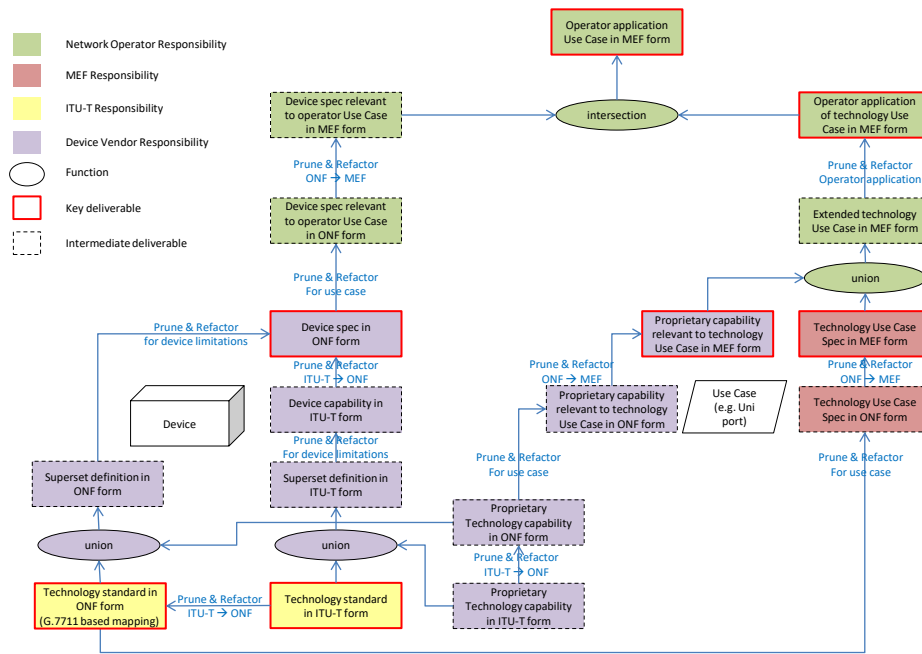 Network Operator Responsibility
MEF Responsibility
ITU-T Responsibility
Device Vendor Responsibility
Function
Key deliverable
Intermediate deliverable
Operator application
Use Case in MEF form
Device spec relevant
to operator Use Case
in MEF form
intersection
Operator application
of technology Use
Case in MEF form
Prune & Refactor
ONF → MEF
Prune & Refactor
Operator application
Device spec relevant
to operator Use Case
in ONF form
Extended technology
Use Case in MEF form
Prune & Refactor
For use case
union
Prune & Refactor
for device limitations
Device spec in
ONF form
Proprietary capability
relevant to technology
Use Case in MEF form
Technology Use Case
Spec in MEF form
Prune & Refactor
ITU-T → ONF
Prune & Refactor
ONF → MEF
Prune & Refactor
ONF → MEF
Device
Device capability in
ITU-T form
Proprietary capability
relevant to technology
Use Case in ONF form
Use Case
(e.g. Uni
port)
Technology Use Case
Spec in ONF form
Prune & Refactor
For device limitations
Prune & Refactor
For use case
Prune & Refactor
For use case
Superset definition in
ONF form
Superset definition in
ITU-T form
Proprietary
Technology capability
in ONF form
union
union
Prune & Refactor
ITU-T → ONF
Technology standard in
ONF form
(G.7711 based mapping)
Prune & Refactor
ITU-T → ONF
Technology standard
in ITU-T form
Proprietary
Technology capability
in ITU-T form